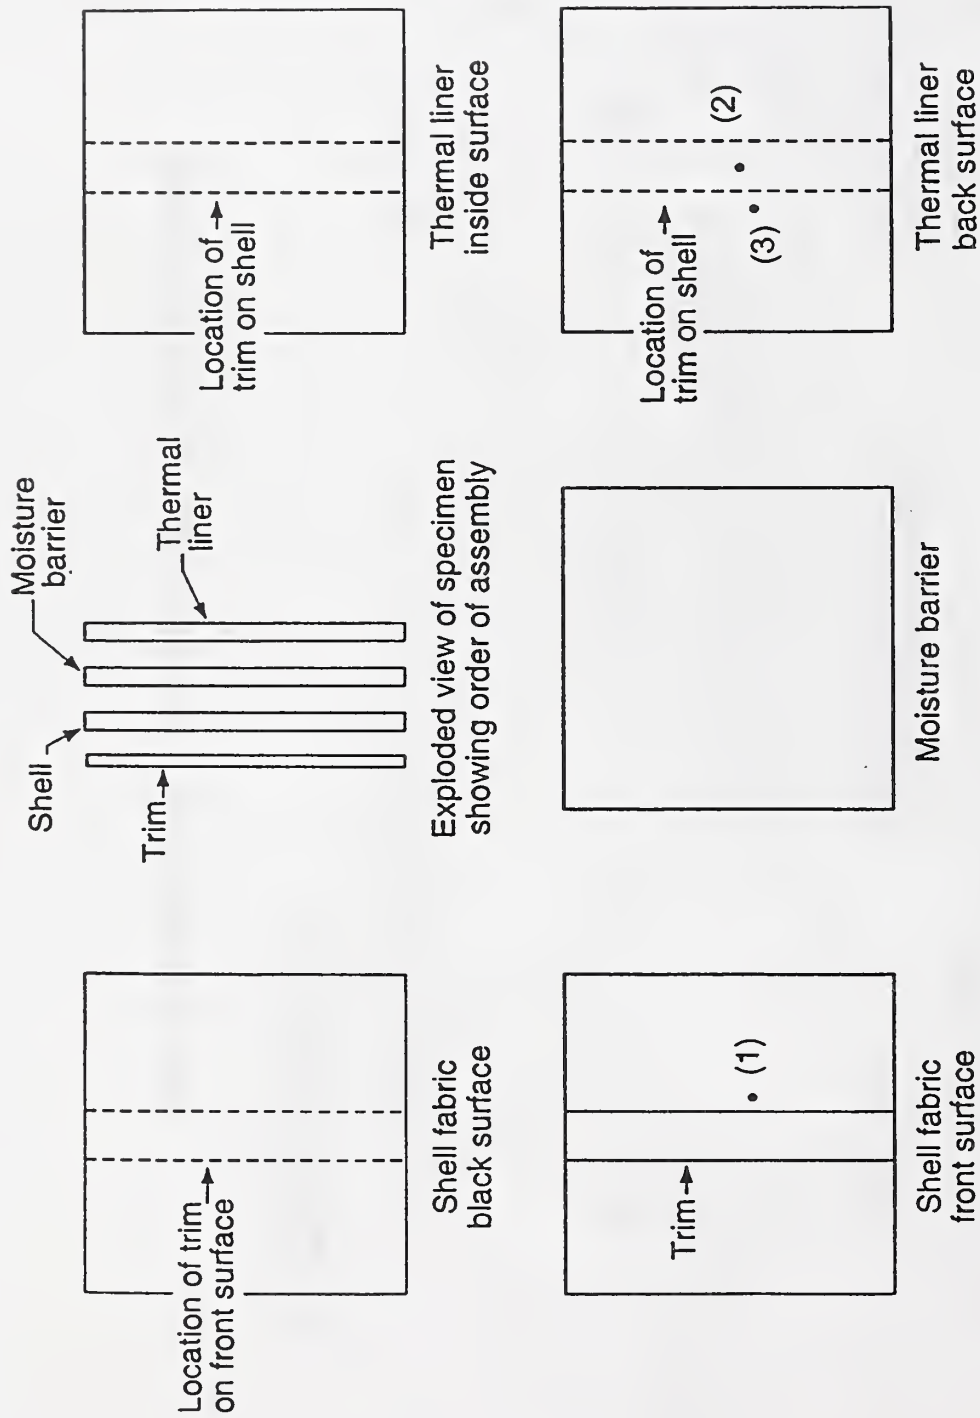 Location of trim
on front surface
Shell fabric
black surface
Shell
Trim
Moisture
barrier
Thermal
liner
Exploded view of specimen
showing order of assembly
Location of
trim on shell
Thermal liner
inside surface
Trim
(1)
Shell fabric
front surface
Moisture barrier
Location of
trim on shell
(3)
(2)
Thermal liner
back surface